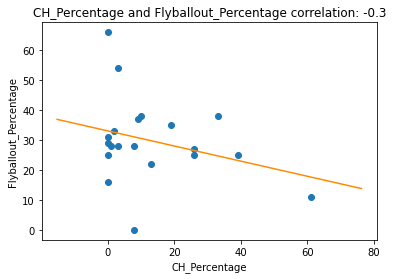 CH_Percentage and Flyballout_Percentage correlation: -0.3
60
50
40
30
20
10
0
Flyballout_Percentage
0 20 40 60 80
CH_Percentage